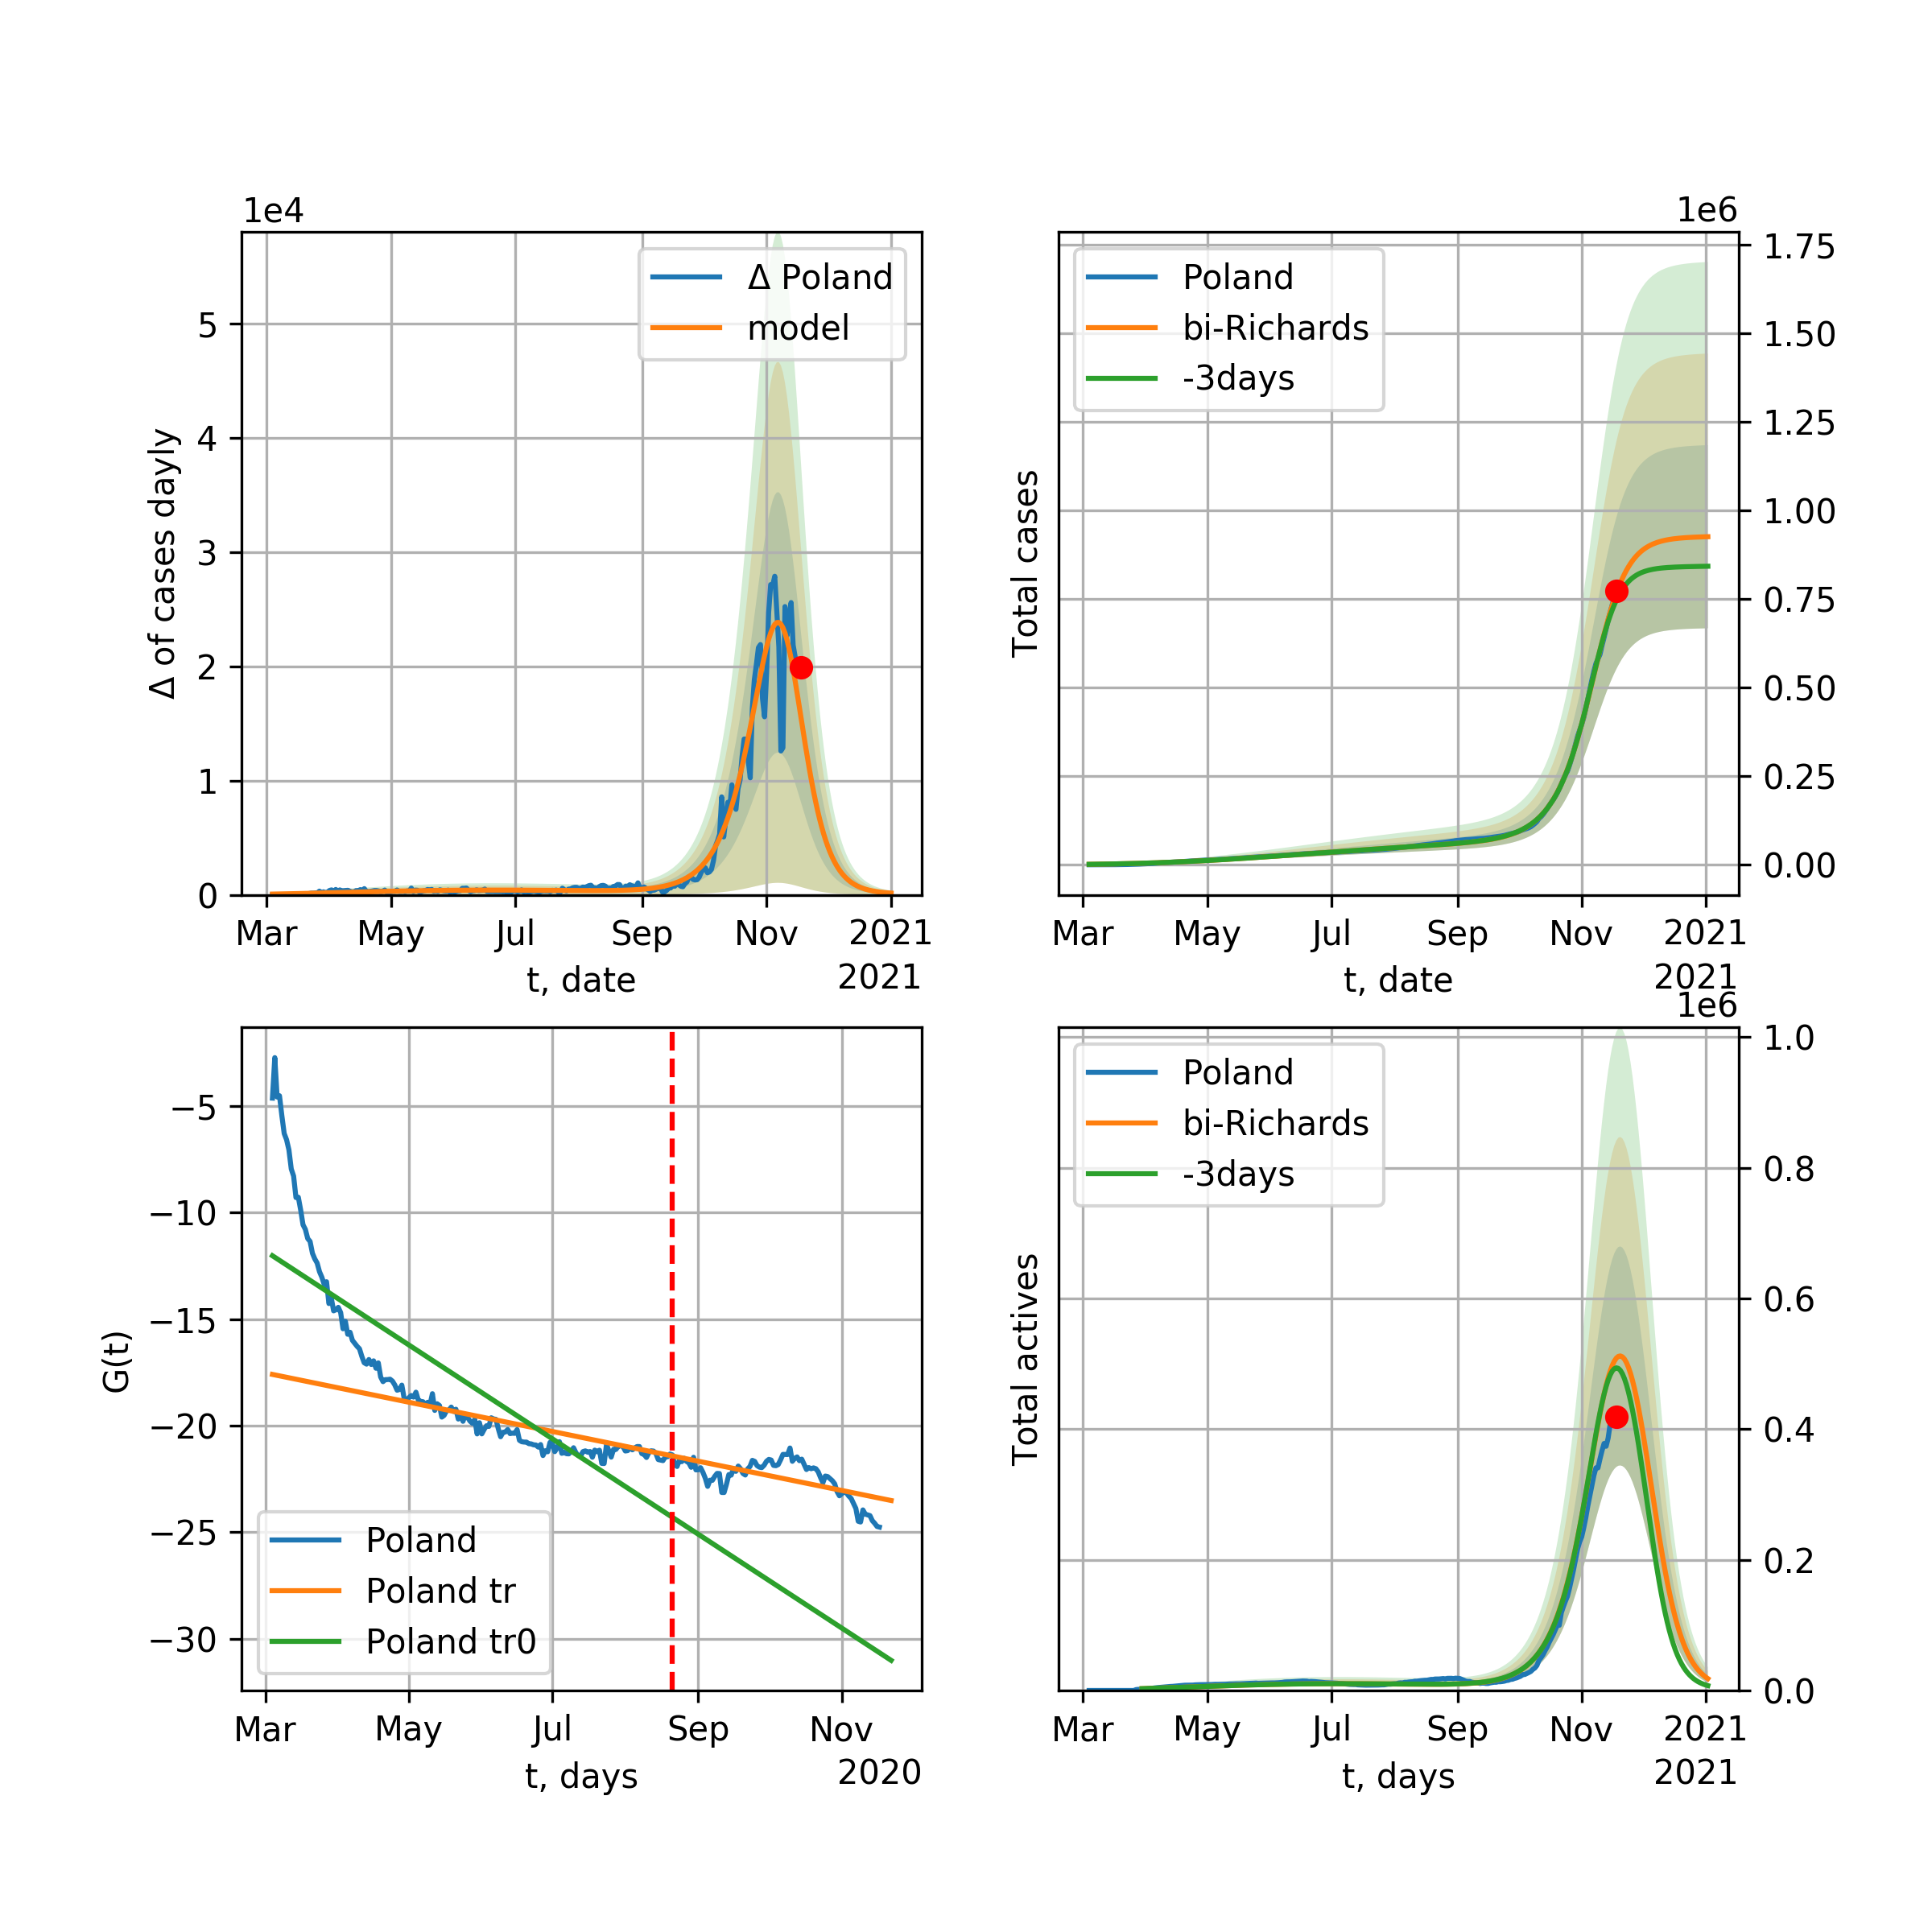 1e4
Δ of cases dayly
5
4
3
2
1
0
Δ Poland
model
Mar May Jul Sep Nov 2021
t, date 2021
1e6
Total cases
Poland
bi-Richards
-3days
1.75
1.50
1.25
1.00
0.75
0.50
0.25
0.00
Mar May Jul Sep Nov 2021
t, date 2021
G(t)
−5
−10
−15
−20
−25
−30
Poland
Poland tr
Poland tr0
Mar May Jul Sep Nov
t, days 2020
1e6
Total actives
Poland
bi-Richards
-3days
1.0
0.8
0.6
0.4
0.2
0.0
Mar May Jul Sep Nov 2021
t, days 2021